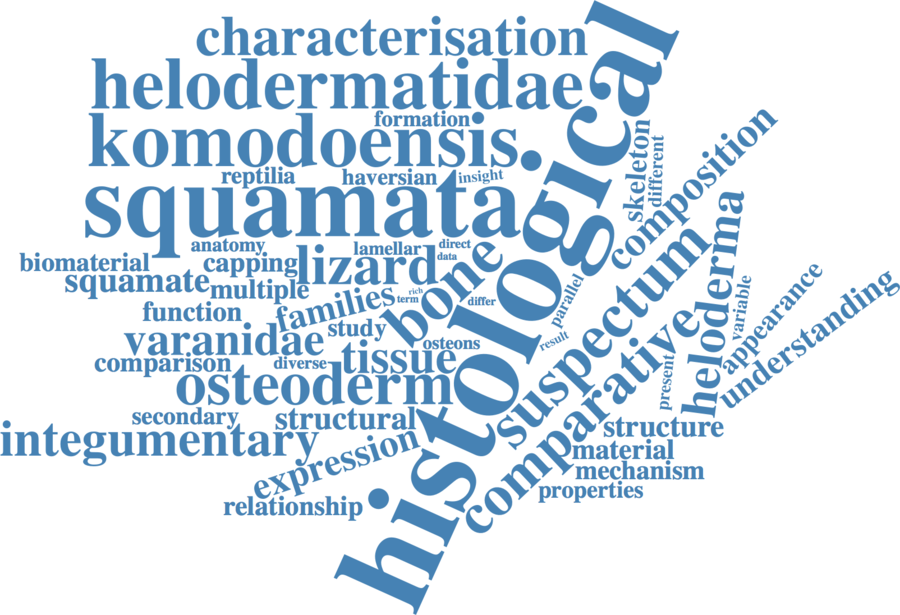 characterisation
helodermatidae
formation
komodoensis
reptilia
haversian
insight
squamata
histological
skeleton
different
composition
anatomy
lamellar
direct
data
biomaterial
capping
lizard
bone
squamate
multiple
families
term
rich
differ
parallel
suspectum
heloderma
variable
appearance
understanding
function
study
varanidae
osteons
result
comparison
diverse
tissue
comparative
present
osteoderm
secondary
structural
structure
integumentary
expression
material
mechanism
relationship
properties